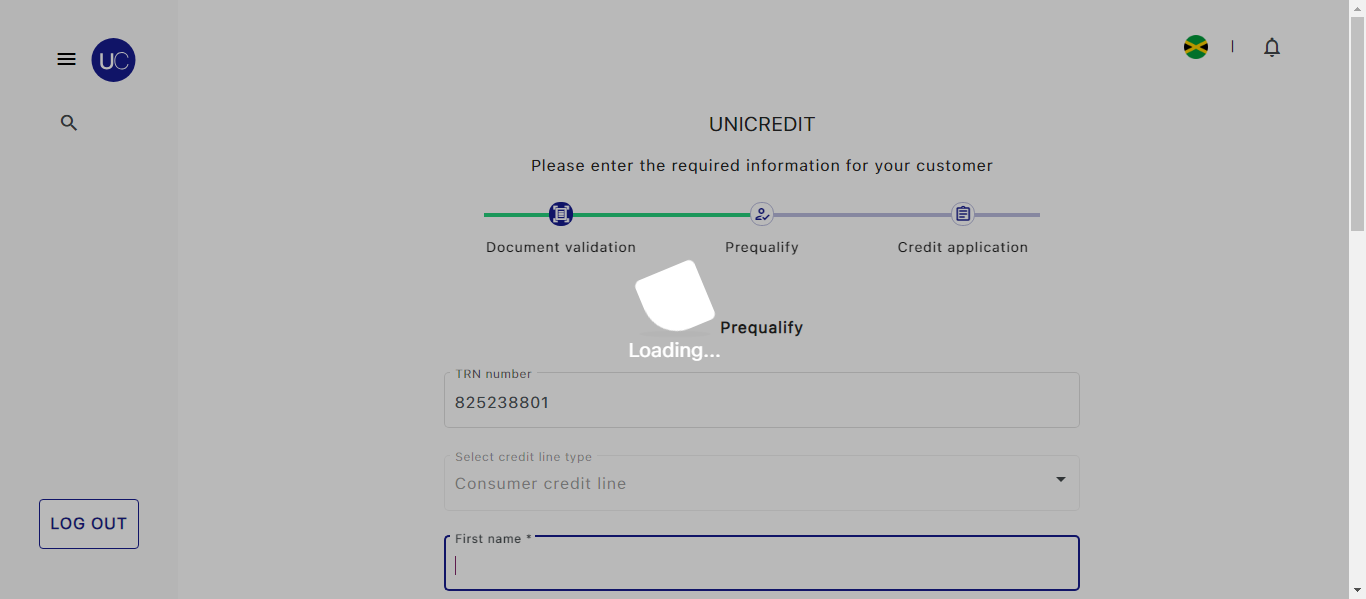 UC
UNICREDIT
Please enter the required information for your customer
Document validation
Prequalify
Credit application
Prequalify
Loading...
TRN number
825238801
Select credit line type
Consumer credit line
First name *
LOG OUT